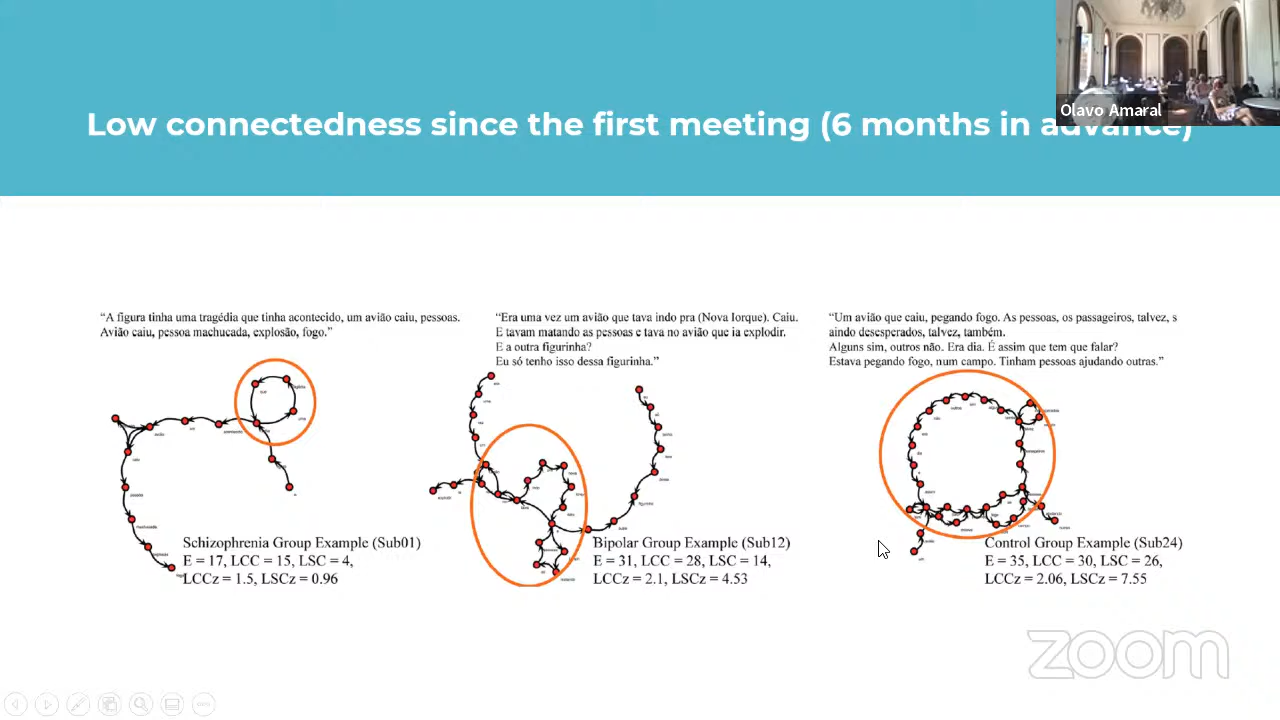 Olavo Amaral
Low connectedness since the first meeting (6 months in advance)
“A figura tinha uma tragédia que tinha acontecido, um avião caiu, pessoas.
Avião caiu, pessoa machucada, explosão, fogo.”
Schizophrenia Group Example (Sub01)
E = 17, LCC = 15, LSC = 4,
LCCz = 1.5, LSCz = 0.96
“Era uma vez um avião que tava indo pra (Nova Iorque). Caiu.
E tavam matando as pessoas e tava no avião que ia explodir.
E a outra figurinha?
Eu só tenho isso dessa figurinha.”
Bipolar Group Example (Sub12)
E = 31, LCC = 28, LSC = 14,
LCCz = 2.1, LSCz = 4.53
“Um avião que caiu, pegando fogo. As pessoas, os passageiros, talvez, s
aindo desesperados, talvez, também.
Alguns sim, outros não. Era dia. É assim que tem que falar?
Estava pegando fogo, num campo. Tinham pessoas ajudando outras.”
Control Group Example (Sub24)
E = 35, LCC = 30, LSC = 26,
LCCz = 2.06, LSCz = 7.55
zoom